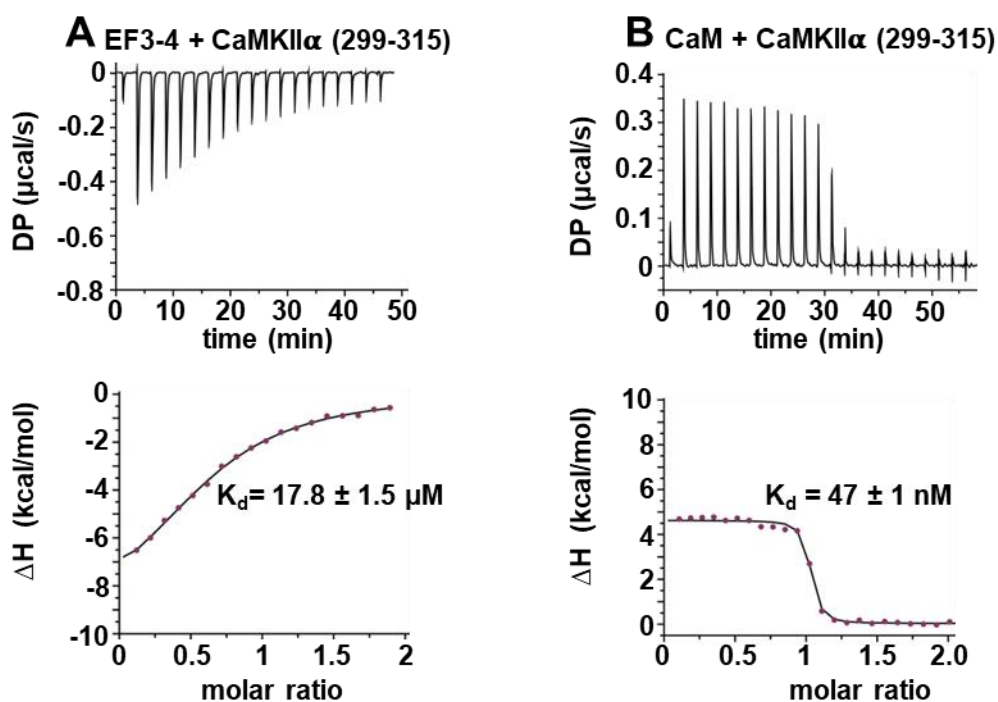 A EF3-4 + CaMKIIα (299-315)
0
-0.2
-0.4
-0.6
-0.8
DP (µcal/s)
0 10 20 30 40 50
time (min)
0
-2
-4
-6
-8
-10
ΔH (kcal/mol)
Kd= 17.8 ± 1.5 µM
0 0.5 1 1.5 2
molar ratio
B CaM + CaMKIIα (299-315)
0.4
0.3
0.2
0.1
0
DP (µcal/s)
0 10 20 30 40 50
time (min)
10
8
6
4
2
0
ΔH (kcal/mol)
Kd = 47 ± 1 nM
0 0.5 1 1.5 2.0
molar ratio